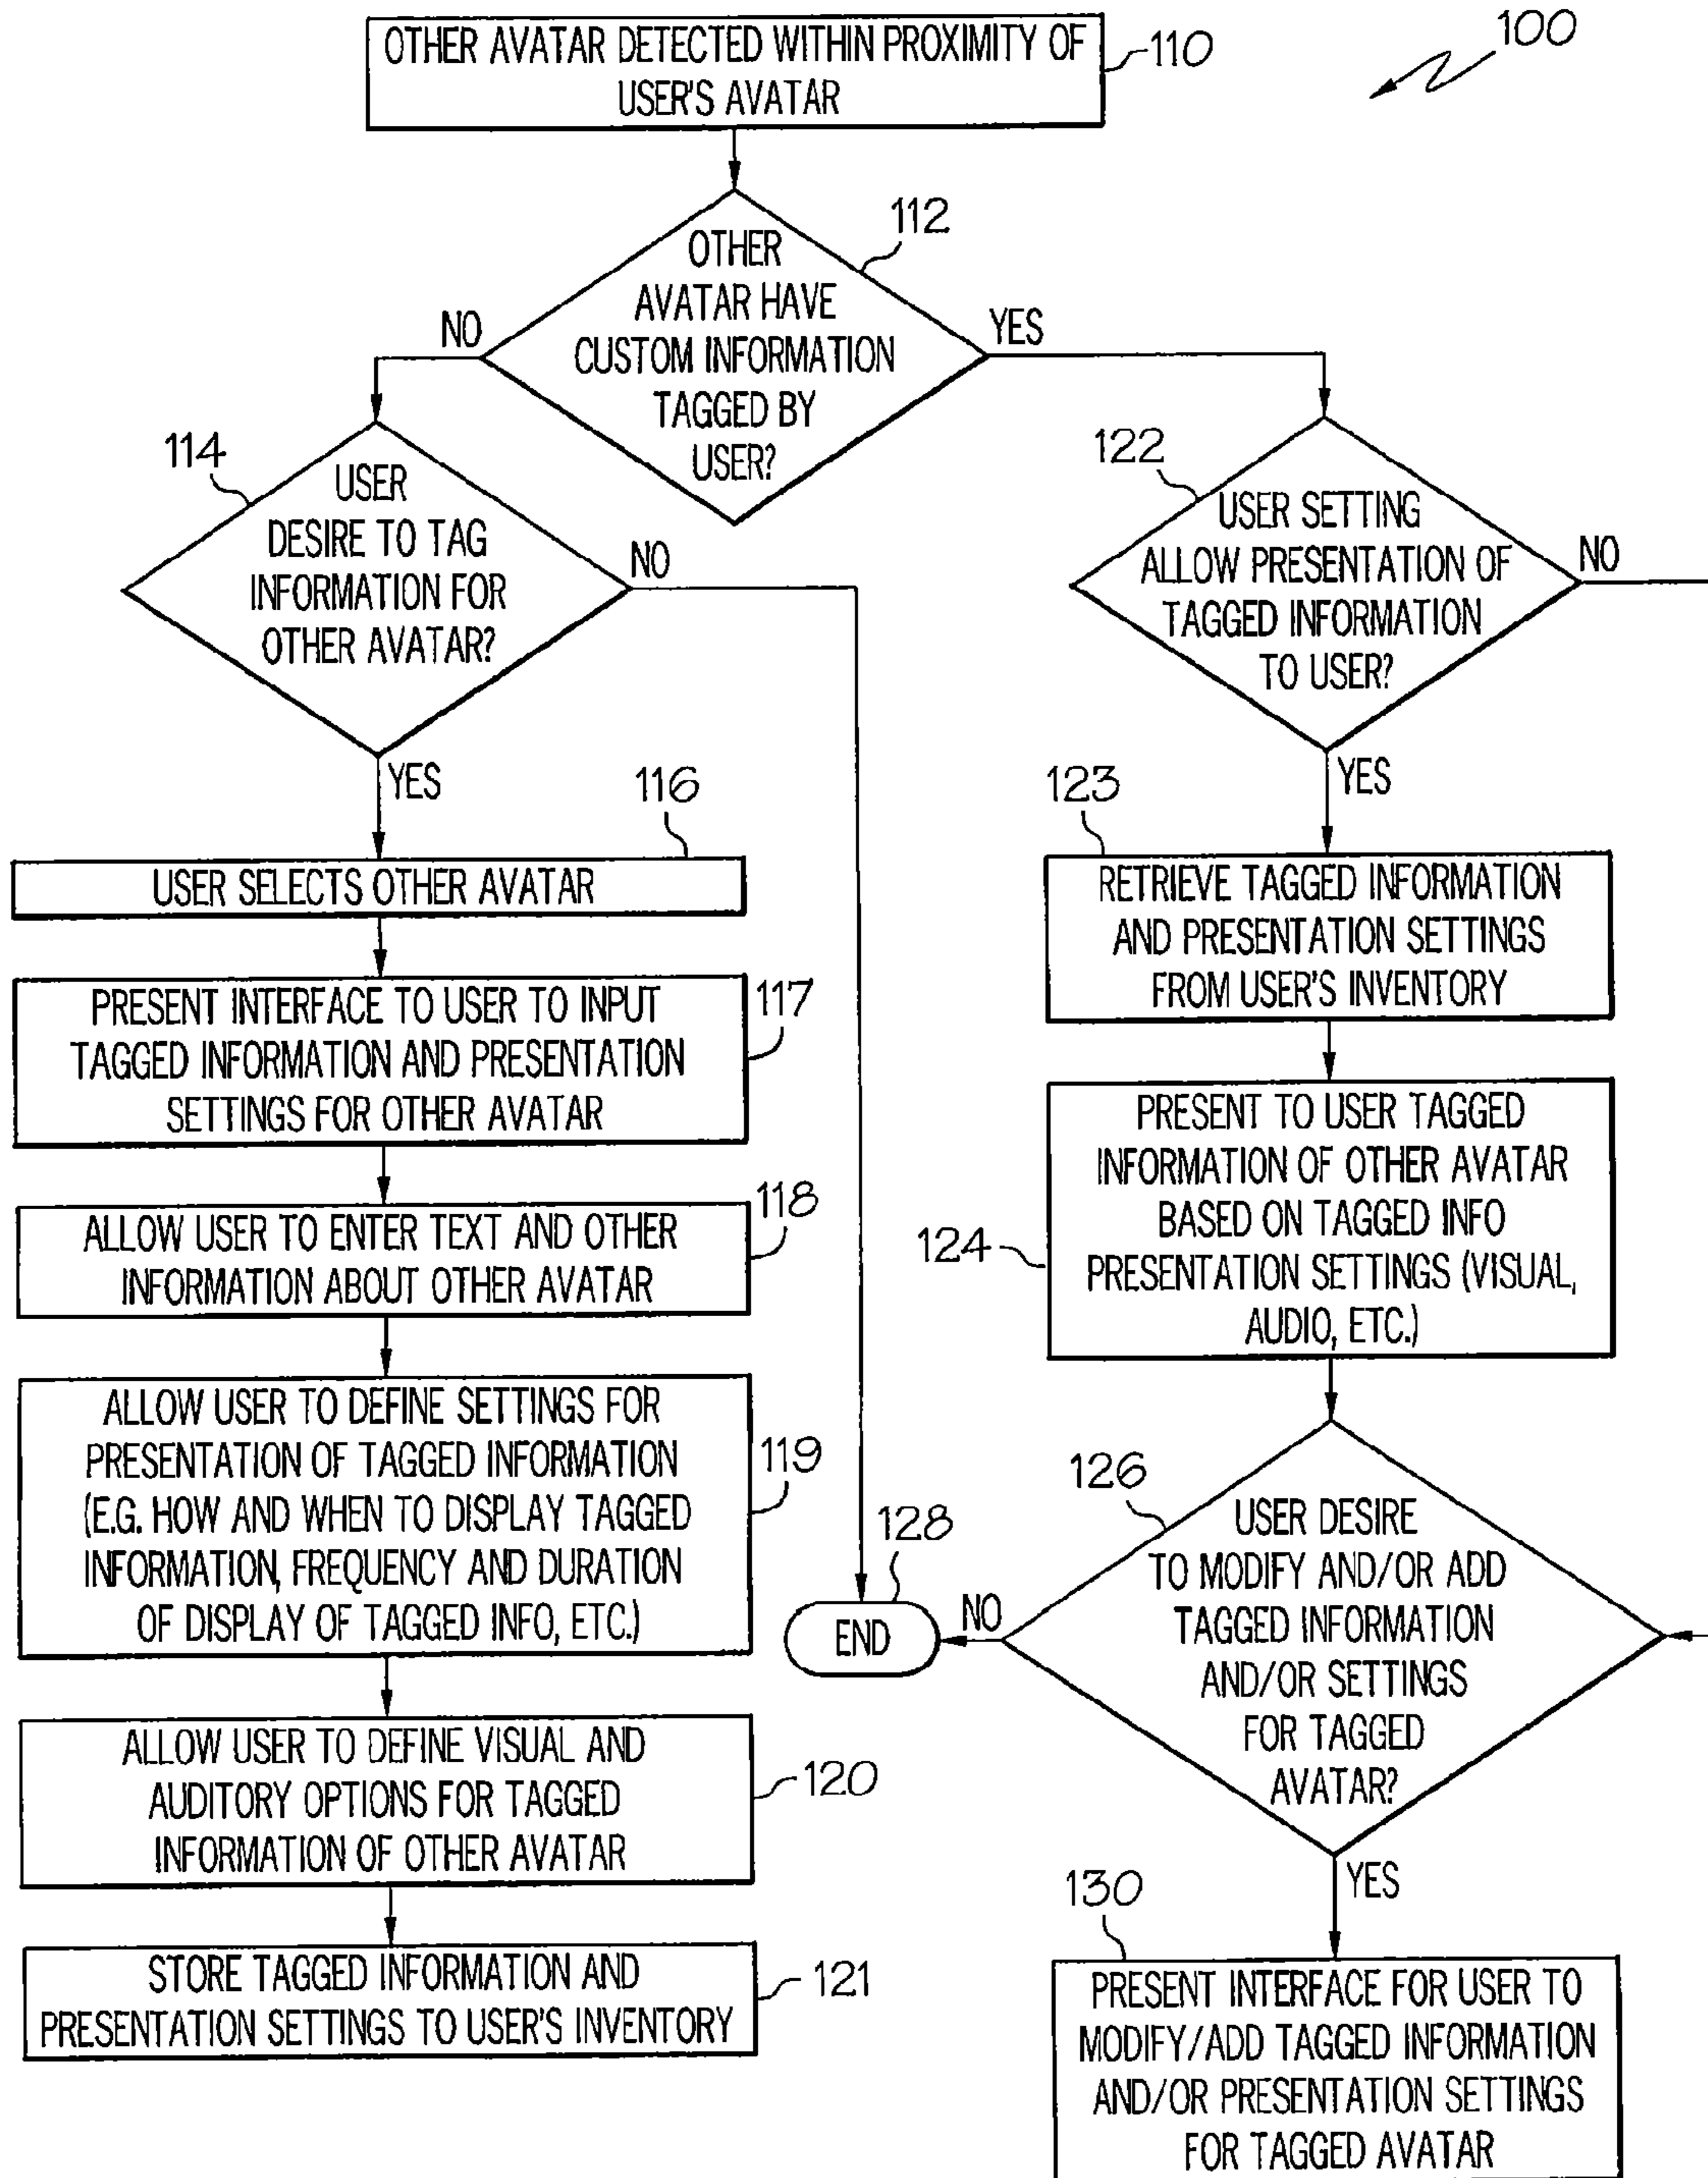 100
OTHER AVATAR DETECTED WITHIN PROXIMITY OF
USER'S AVATAR
110
112
OTHER
AVATAR HAVE
CUSTOM INFORMATION
TAGGED BY
USER?
NO
YES
114
USER
DESIRE TO TAG
INFORMATION FOR
OTHER AVATAR?
NO
YES
116
USER SELECTS OTHER AVATAR
PRESENT INTERFACE TO USER TO INPUT
TAGGED INFORMATION AND PRESENTATION
SETTINGS FOR OTHER AVATAR
117
ALLOW USER TO ENTER TEXT AND OTHER
INFORMATION ABOUT OTHER AVATAR
118
ALLOW USER TO DEFINE SETTINGS FOR
PRESENTATION OF TAGGED INFORMATION
(E.G. HOW AND WHEN TO DISPLAY TAGGED
INFORMATION, FREQUENCY AND DURATION
OF DISPLAY OF TAGGED INFO, ETC.)
119
ALLOW USER TO DEFINE VISUAL AND
AUDITORY OPTIONS FOR TAGGED
INFORMATION OF OTHER AVATAR
120
STORE TAGGED INFORMATION AND
PRESENTATION SETTINGS TO USER'S INVENTORY
121
122
USER SETTING
ALLOW PRESENTATION OF
TAGGED INFORMATION
TO USER?
NO
YES
123
RETRIEVE TAGGED INFORMATION
AND PRESENTATION SETTINGS
FROM USER'S INVENTORY
PRESENT TO USER TAGGED
INFORMATION OF OTHER AVATAR
BASED ON TAGGED INFO
PRESENTATION SETTINGS (VISUAL,
AUDIO, ETC.)
124
126
USER DESIRE
TO MODIFY AND/OR ADD
TAGGED INFORMATION
AND/OR SETTINGS
FOR TAGGED
AVATAR?
NO
128
END
YES
130
PRESENT INTERFACE FOR USER TO
MODIFY/ADD TAGGED INFORMATION
AND/OR PRESENTATION SETTINGS
FOR TAGGED AVATAR